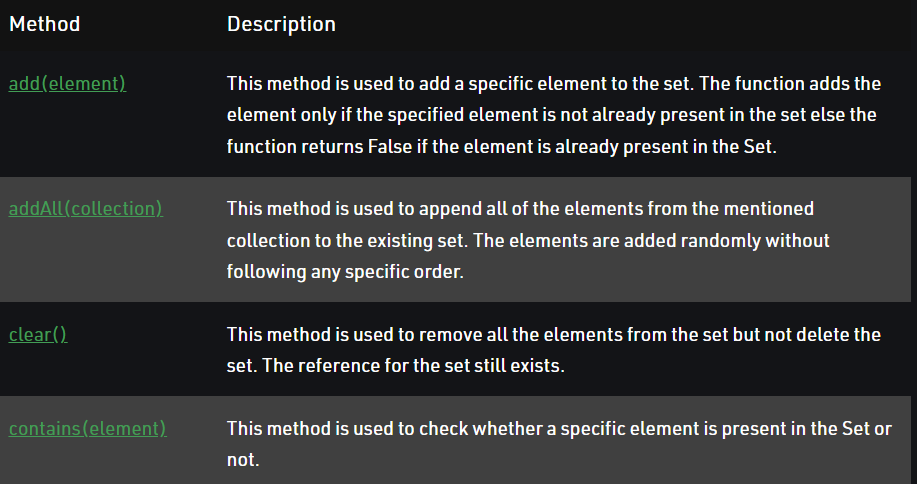 Method Description
add(element) This method is used to add a specific element to the set. The function adds the
element only if the specified element is not already present in the set else the
function returns False if the element is already present in the Set.
addAll(collection) This method is used to append all of the elements from the mentioned
collection to the existing set. The elements are added randomly without
following any specific order.
clear() This method is used to remove all the elements from the set but not delete the
set. The reference for the set still exists.
contains(element) This method is used to check whether a specific element is present in the Set or
not.